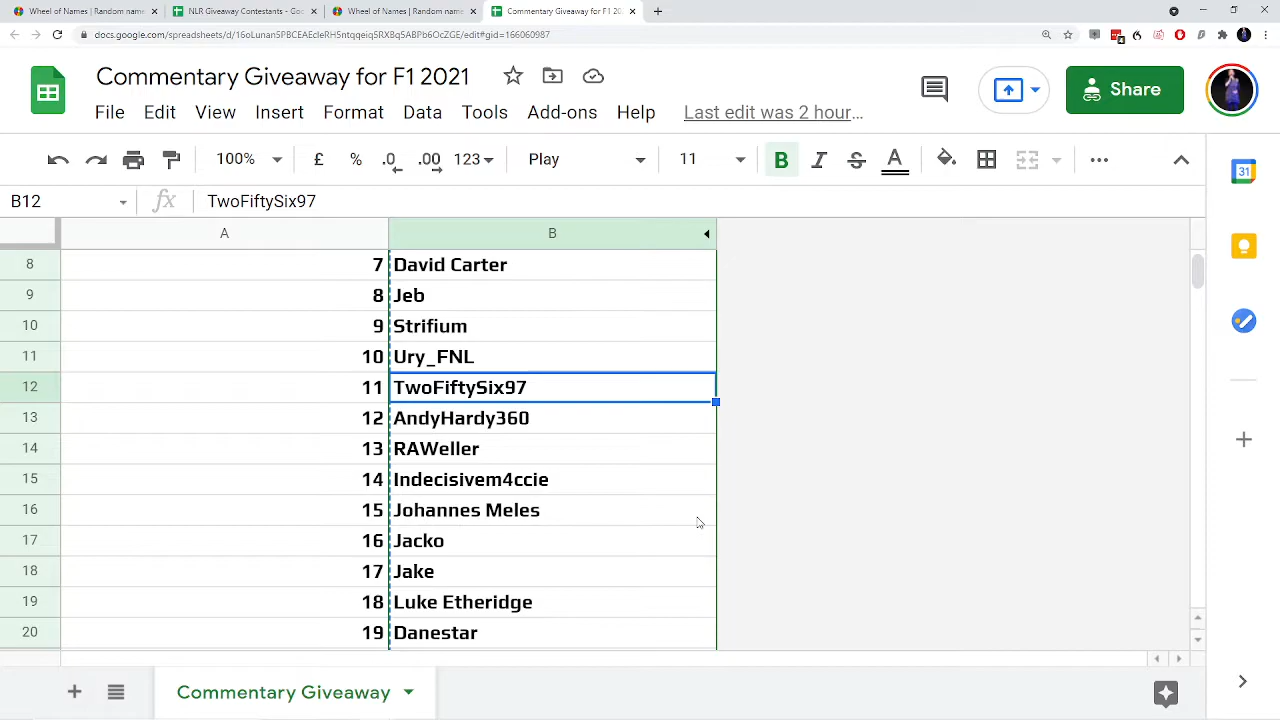 Wheel of Names | Random name
NLR Giveaway Contestants - Goo
Wheel of Names | Random name
Commentary Giveaway for F1 20
Commentary Giveaway for F1 2021
File Edit View Insert Format Data Tools Add-ons Help Last edit was 2 hour…
Share
100% £ % .0 .00 123 Play 11 B I S A
B12 fx TwoFiftySix97
A B
8 7 David Carter
9 8 Jeb
10 9 Strifium
11 10 Ury_FNL
12 11 TwoFiftySix97
13 12 AndyHardy360
14 13 RAWeller
15 14 Indecisivem4ccie
16 15 Johannes Meles
17 16 Jacko
18 17 Jake
19 18 Luke Etheridge
20 19 Danestar
31
Commentary Giveaway